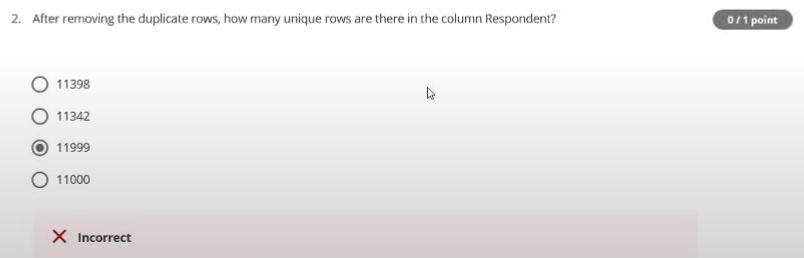 2. After removing the duplicate rows, how many unique rows are there in the column Respondent?
0 / 1 point
11398
11342
11999
11000
Incorrect